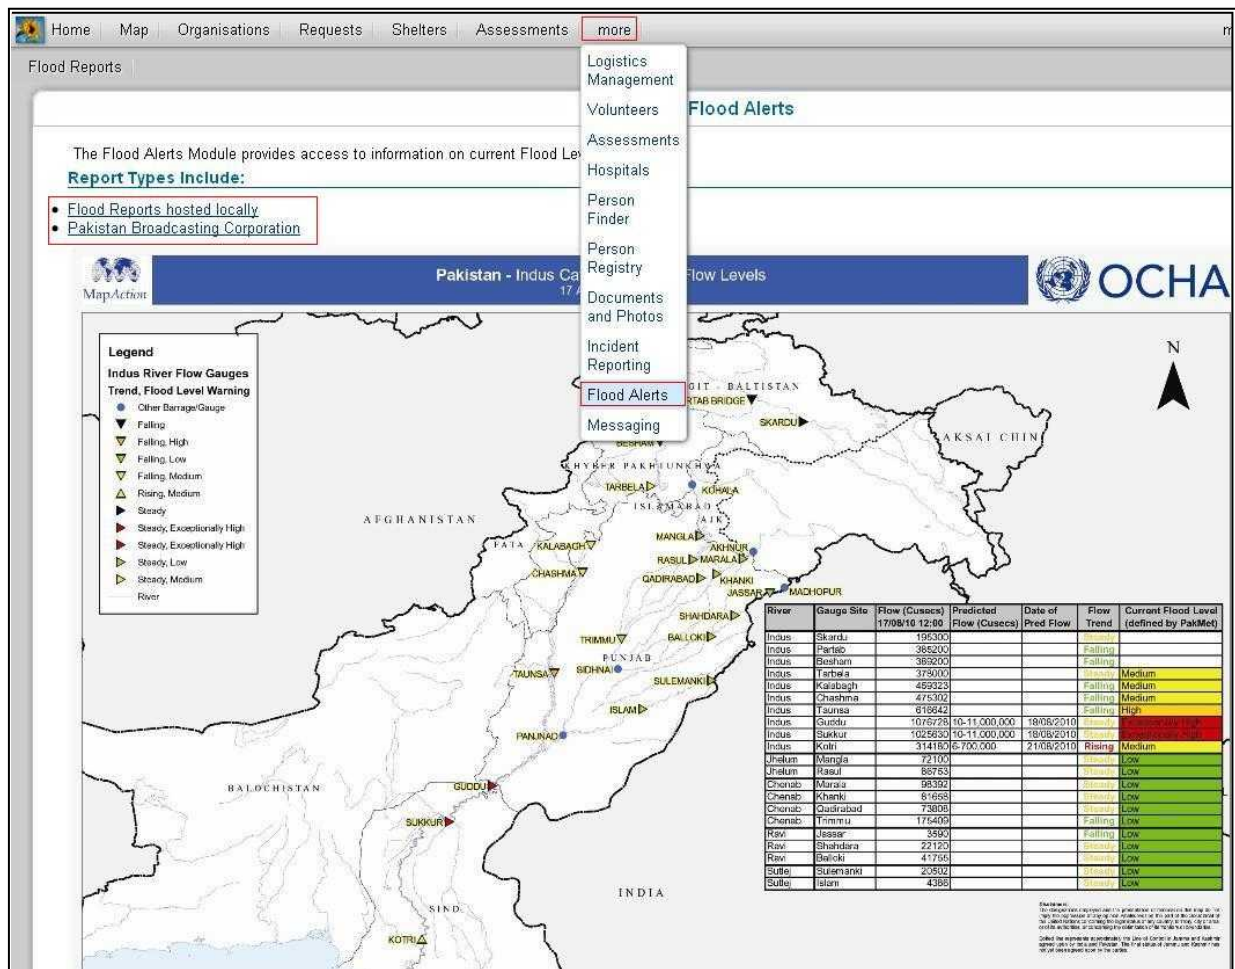 Home Map Organisations Requests Shelters Assessments more
Flood Reports
Logistics
Management
Volunteers
Assessments
Hospitals
Person
Finder
Person
Registry
Documents
and Photos
Incident
Reporting
Flood Alerts
Messaging
Flood Alerts
The Flood Alerts Module provides access to information on current Flood
Report Types Include:
Flood Reports hosted locally
Pakistan Broadcasting Corporation
MapAction
Pakistan - Indus Flow Levels
17
OCHA
Legend
Indus River Flow Gauges
Trend, Flood Level Warning
Other Barrage/Gauge
Falling
Falling, High
Falling, Low
Falling, Medium
Rising, Medium
Steady
Steady, Exceptionally High
Steady, Exceptionally High
Steady, Low
Steady, Medium
River
N
BALTISTAN
BRIDGE
SKARDU
AKSAI CHIN
BESHAM
KHYBER PAKHTUNKHWA
TARBELA
KOHALA
ISLAMABAD
AJK
AFGHANISTAN
FATA
KALABAGH
MANGLA
AKHNUR
RASUL
MARALA
CHASHMA
QADIRABAD
KHANKI
JASSAR
MADHOPUR
SHAHDARA
TRIMMU
BALLOKI
PUNJAB
TAUNSA
SIDHNAI
SULEMANKI
ISLAM
PANJNAD
BALOCHISTAN
GUDDU
SUKKUR
INDIA
SIND
KOTRI
River Gauge Site Flow (Cusecs) 17/08/10 12:00 Predicted Flow (Cusecs) Date of Pred Flow Flow Trend Current Flood Level (defined by PakMet)
Indus Skardu 195300 Steady
Indus Partab 385200 Falling
Indus Besham 389200 Falling
Indus Tarbela 379000 Steady Medium
Indus Kalabagh 459323 Falling Medium
Indus Chashma 475302 Falling Medium
Indus Taunsa 616642 Falling High
Indus Guddu 1076728 10-11,000,000 18/08/2010 Steady Exceptionally High
Indus Sukkur 1025630 10-11,000,000 18/08/2010 Steady Exceptionally High
Indus Kotri 314180 6-700,000 21/08/2010 Rising Medium
Jhelum Mangla 72100 Steady Low
Jhelum Rasul 86753 Steady Low
Chenab Marala 98392 Steady Low
Chenab Khanki 81658 Steady Low
Chenab Qadirabad 73808 Steady Low
Chenab Trimmu 175409 Falling Low
Ravi Jassar 3590 Falling Low
Ravi Shahdara 22120 Steady Low
Ravi Balloki 41755 Steady Low
Sutlej Sulemanki 20502 Steady Low
Sutlej Islam 4386 Steady Low